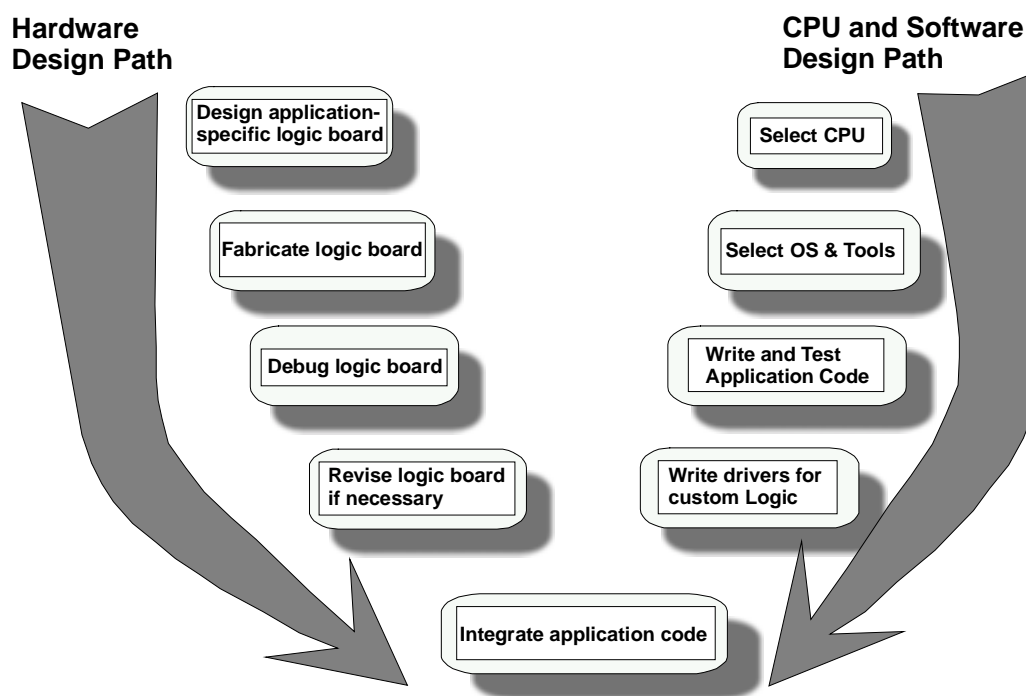 Hardware
Design Path
CPU and Software
Design Path
Design application-
specific logic board
Select CPU
Fabricate logic board
Select OS & Tools
Debug logic board
Write and Test
Application Code
Revise logic board
if necessary
Write drivers for
custom Logic
Integrate application code